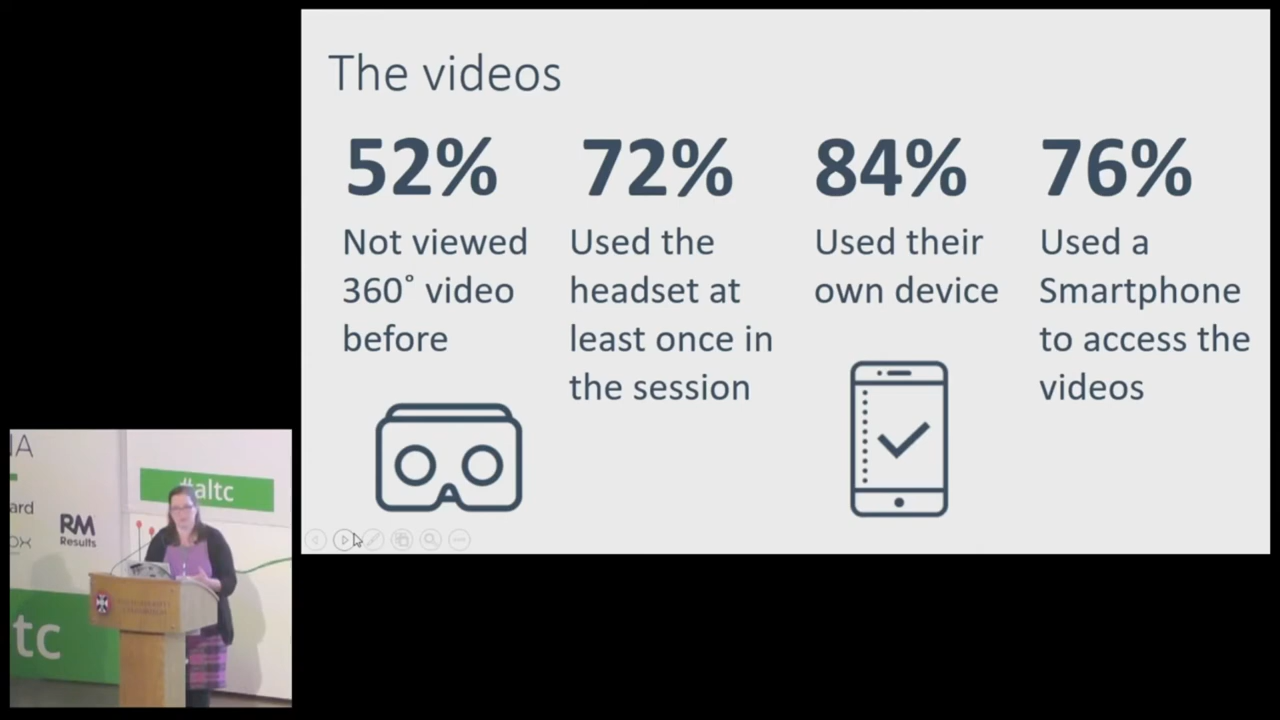 The videos
52%
Not viewed
360˚ video
before
72%
Used the
headset at
least once in
the session
84%
Used their
own device
76%
Used a
Smartphone
to access the
videos
#altc
RM
Results
tc